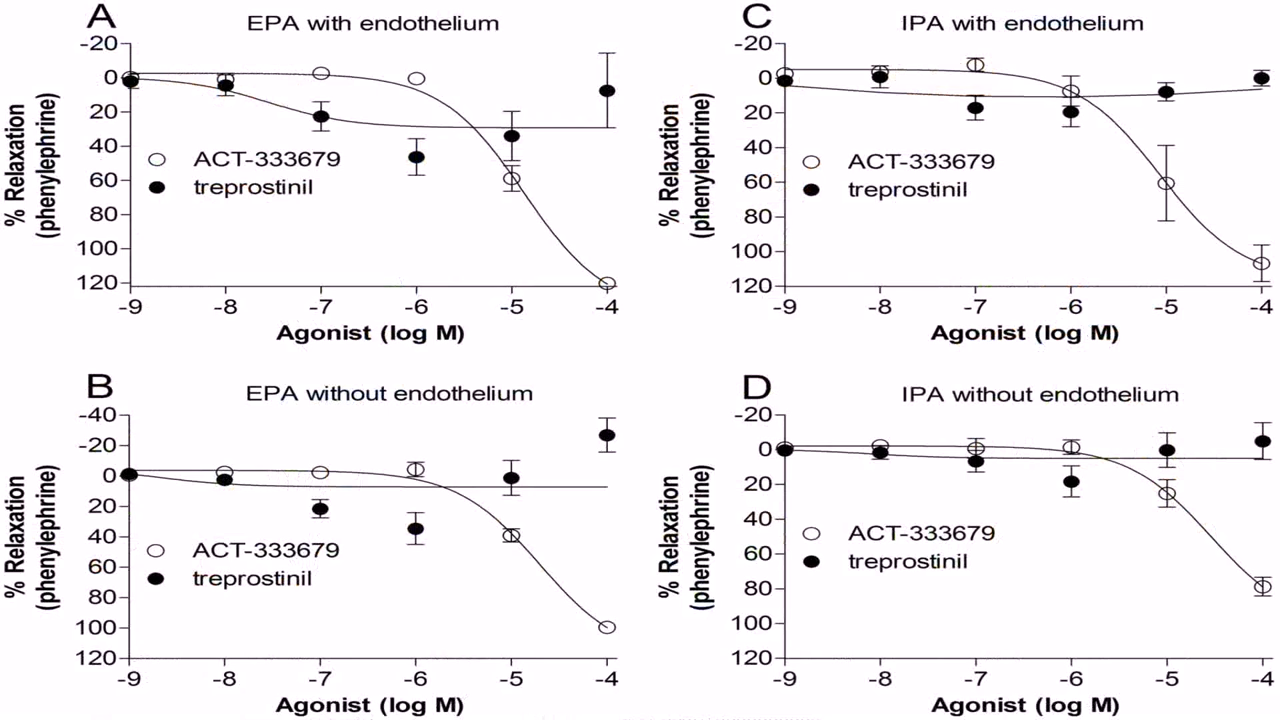 A
EPA with endothelium
-20
0
20
40
60
80
100
120
% Relaxation
(phenylephrine)
ACT-333679
treprostinil
-9 -8 -7 -6 -5 -4
Agonist (log M)
C
IPA with endothelium
-20
0
20
40
60
80
100
120
% Relaxation
(phenylephrine)
ACT-333679
treprostinil
-9 -8 -7 -6 -5 -4
Agonist (log M)
B
EPA without endothelium
-40
-20
0
20
40
60
80
100
120
% Relaxation
(phenylephrine)
ACT-333679
treprostinil
-9 -8 -7 -6 -5 -4
Agonist (log M)
D
IPA without endothelium
-20
0
20
40
60
80
100
120
% Relaxation
(phenylephrine)
ACT-333679
treprostinil
-9 -8 -7 -6 -5 -4
Agonist (log M)